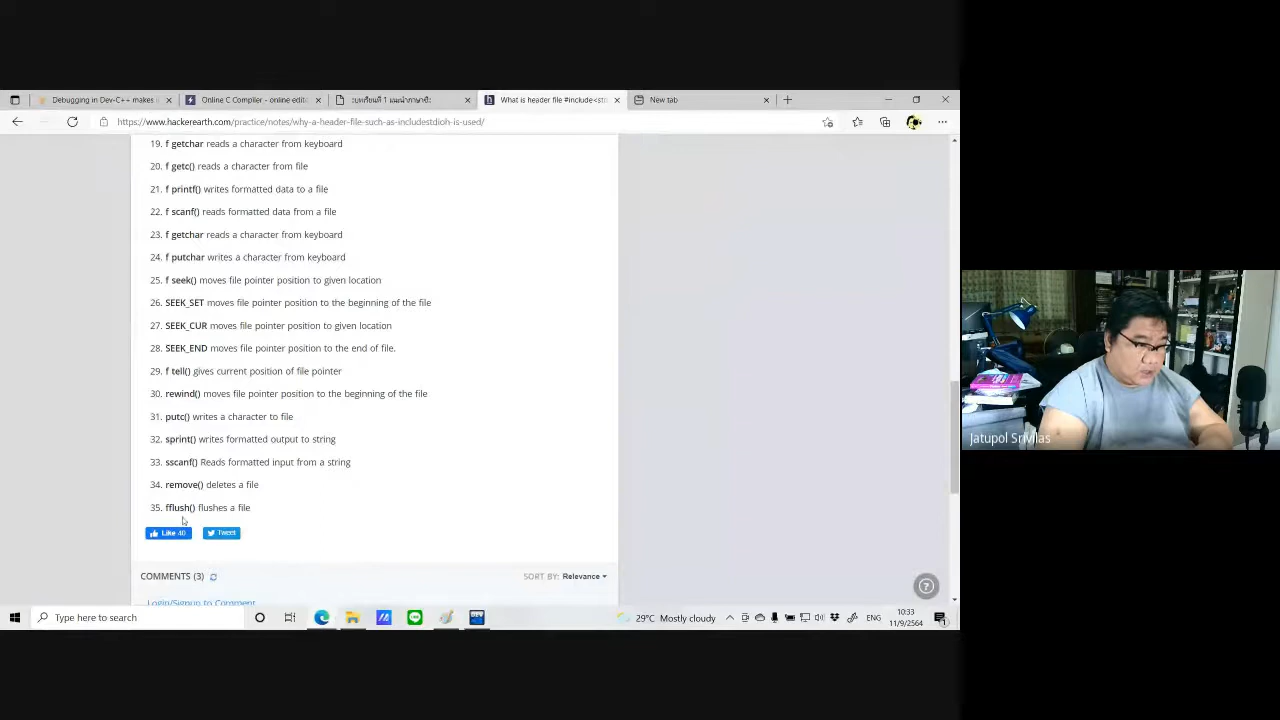 Debugging in Dev-C++ makes
Online C Compiler - online edit
What is header file #include<st
New tab
https://www.hackerearth.com/practice/notes/why-a-header-file-such-as-includestdioh-is-used/
19. f getchar reads a character from keyboard
20. f getc() reads a character from file
21. f printf() writes formatted data to a file
22. f scanf() reads formatted data from a file
23. f getchar reads a character from keyboard
24. f putchar writes a character from keyboard
25. f seek() moves file pointer position to given location
26. SEEK_SET moves file pointer position to the beginning of the file
27. SEEK_CUR moves file pointer position to given location
28. SEEK_END moves file pointer position to the end of file.
29. f tell() gives current position of file pointer
30. rewind() moves file pointer position to the beginning of the file
31. putc() writes a character to file
32. sprint() writes formatted output to string
33. sscanf() Reads formatted input from a string
34. remove() deletes a file
35. fflush() flushes a file
Like 40 Tweet
COMMENTS (3) SORT BY: Relevance
Login/Signup to Comment
Jatupol Srivilas
Type here to search
29°C Mostly cloudy
ENG
10:33
11/9/2564